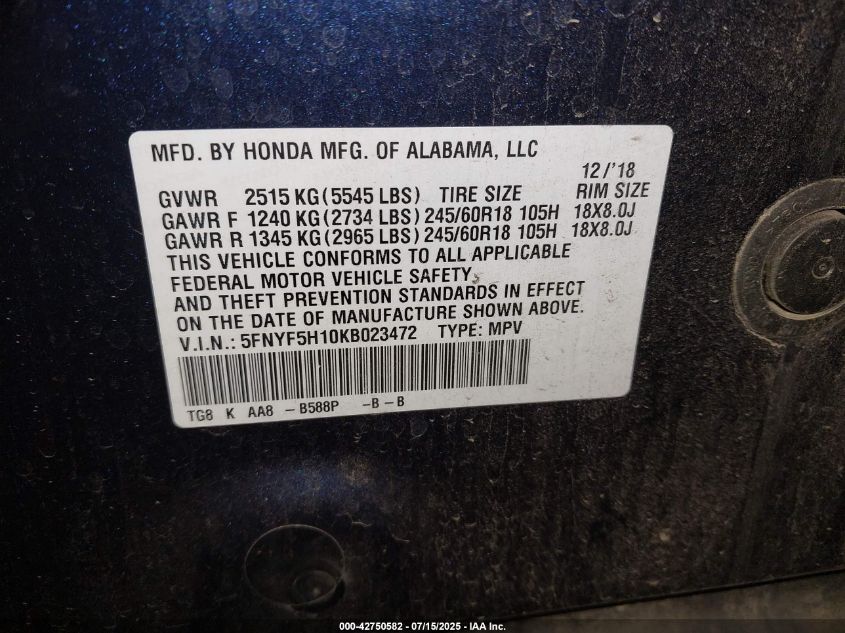 MFD. BY HONDA MFG. OF ALABAMA, LLC
12/'18
GVWR 2515 KG(5545 LBS) TIRE SIZE RIM SIZE
GAWR F 1240 KG(2734 LBS) 245/60R18 105H 18X8.0J
GAWR R 1345 KG(2965 LBS) 245/60R18 105H 18X8.0J
THIS VEHICLE CONFORMS TO ALL APPLICABLE
FEDERAL MOTOR VEHICLE SAFETY
AND THEFT PREVENTION STANDARDS IN EFFECT
ON THE DATE OF MANUFACTURE SHOWN ABOVE.
V.I.N.: 5FNYF5H10KB023472 TYPE: MPV
TG8 K AA8 -B588P -B-B
000-42750582 - 07/15/2025 - IAA Inc.